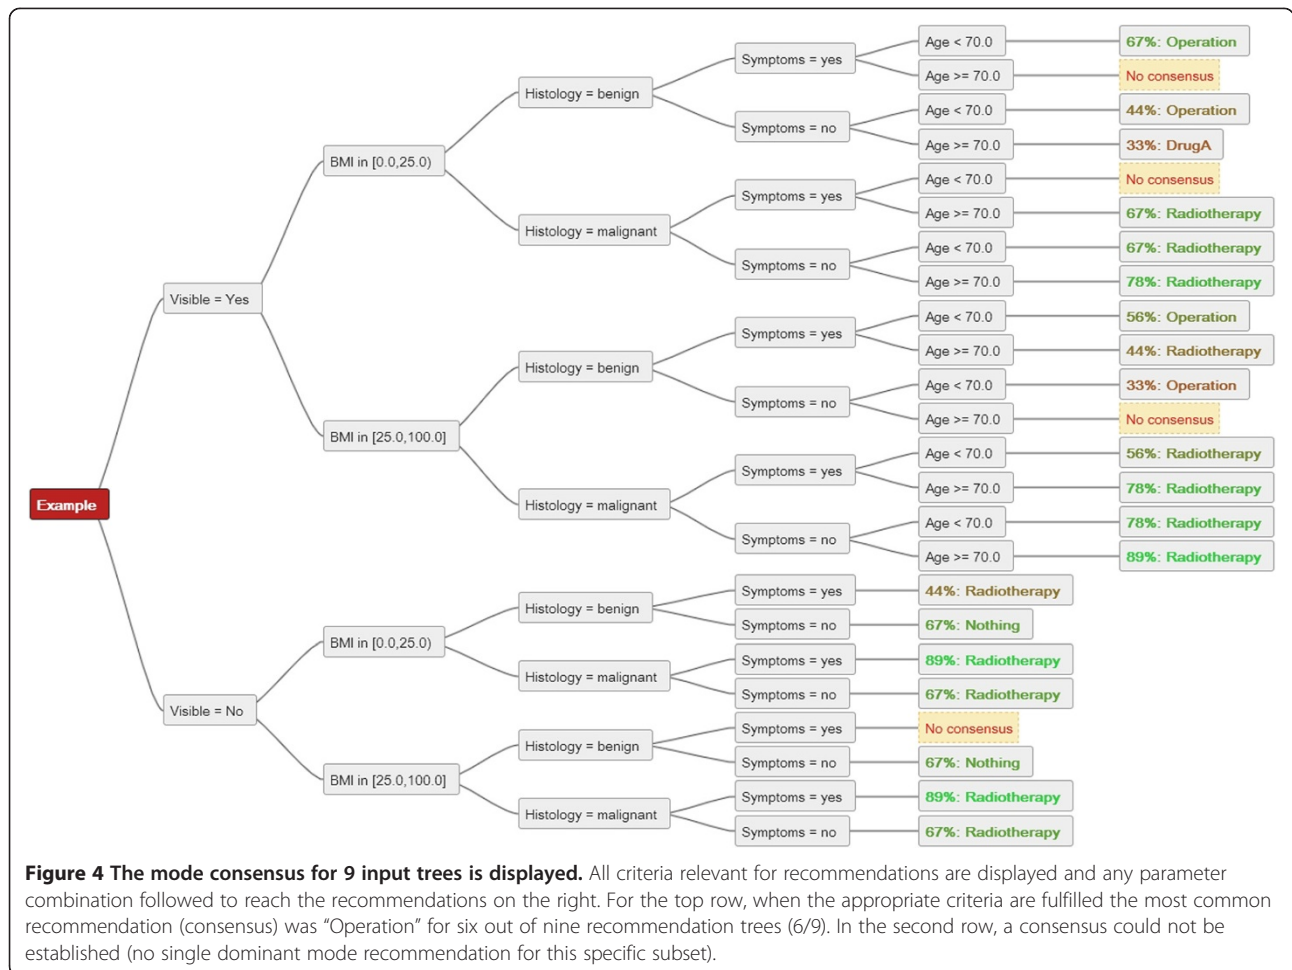 Age < 70.0 67%: Operation
Symptoms = yes
Age >= 70.0 No consensus
Histology = benign
Age < 70.0 44%: Operation
Symptoms = no
Age >= 70.0 33%: DrugA
BMI in [0.0,25.0)
Age < 70.0 No consensus
Symptoms = yes
Age >= 70.0 67%: Radiotherapy
Histology = malignant
Age < 70.0 67%: Radiotherapy
Symptoms = no
Age >= 70.0 78%: Radiotherapy
Visible = Yes
Age < 70.0 56%: Operation
Symptoms = yes
Age >= 70.0 44%: Radiotherapy
Histology = benign
Age < 70.0 33%: Operation
Symptoms = no
Age >= 70.0 No consensus
BMI in [25.0,100.0]
Age < 70.0 56%: Radiotherapy
Symptoms = yes
Age >= 70.0 78%: Radiotherapy
Example
Histology = malignant
Age < 70.0 78%: Radiotherapy
Symptoms = no
Age >= 70.0 89%: Radiotherapy
Symptoms = yes 44%: Radiotherapy
Histology = benign
Symptoms = no 67%: Nothing
BMI in [0.0,25.0)
Symptoms = yes 89%: Radiotherapy
Histology = malignant
Symptoms = no 67%: Radiotherapy
Visible = No
Symptoms = yes No consensus
Histology = benign
Symptoms = no 67%: Nothing
BMI in [25.0,100.0]
Symptoms = yes 89%: Radiotherapy
Histology = malignant
Symptoms = no 67%: Radiotherapy
Figure 4 The mode consensus for 9 input trees is displayed. All criteria relevant for recommendations are displayed and any parameter
combination followed to reach the recommendations on the right. For the top row, when the appropriate criteria are fulfilled the most common
recommendation (consensus) was “Operation” for six out of nine recommendation trees (6/9). In the second row, a consensus could not be
established (no single dominant mode recommendation for this specific subset).